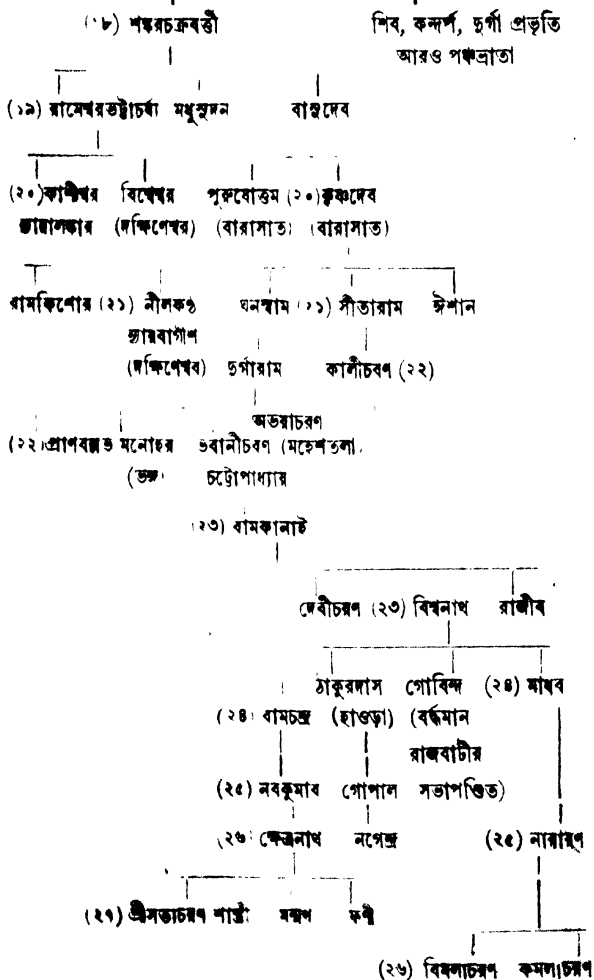 (১৮) শঙ্করচক্রবর্ত্তী শিব, কন্দর্প, দুর্গা প্রভৃতি
আরও পঞ্চভ্রাতা
(১৯) রামেশ্বরভট্টাচর্য্য মধুসুদন বাসুদেব
(২০) কাশীশ্বর বিশ্বেশ্বর পুরুষোত্তম (২০) কৃষ্ণদেব
ন্যায়ালঙ্কার (দক্ষিণেশ্বর) (বারাসাত) (বারাসাত)
রামকিশোর (২১) নীলকণ্ঠ ঘনশ্যাম (২১) সীতারাম ঈশান
ন্যায়বাগীশ
(দক্ষিণেশ্বর) দুর্গারাম কালীচরণ (২২)
অভয়াচরণ
(২২) প্রাণবল্লভ মনোহর ভবানীচরণ (মহেশতলা)
(ভঙ্গ) চট্টোপাধ্যায়
(২৩) রামকানাই
দেবীচরণ (২৩) বিশ্বনাথ রাজীব
ঠাকুরদাস গোবিন্দ (২৪) মাধব
(২৪) রামচন্দ্র (হাওড়া) (বর্দ্ধমান
রাজবাটীর
(২৫) নবকুমার গোপাল সভাপণ্ডিত)
(২৬) ক্ষেত্রনাথ নগেন্দ্র (২৫) নারায়ণ
(২৭) শ্রীসত্যচরণ শাস্ত্রী মন্মথ ফণী
(২৬) বিমলাচরণ কমলাচরণ